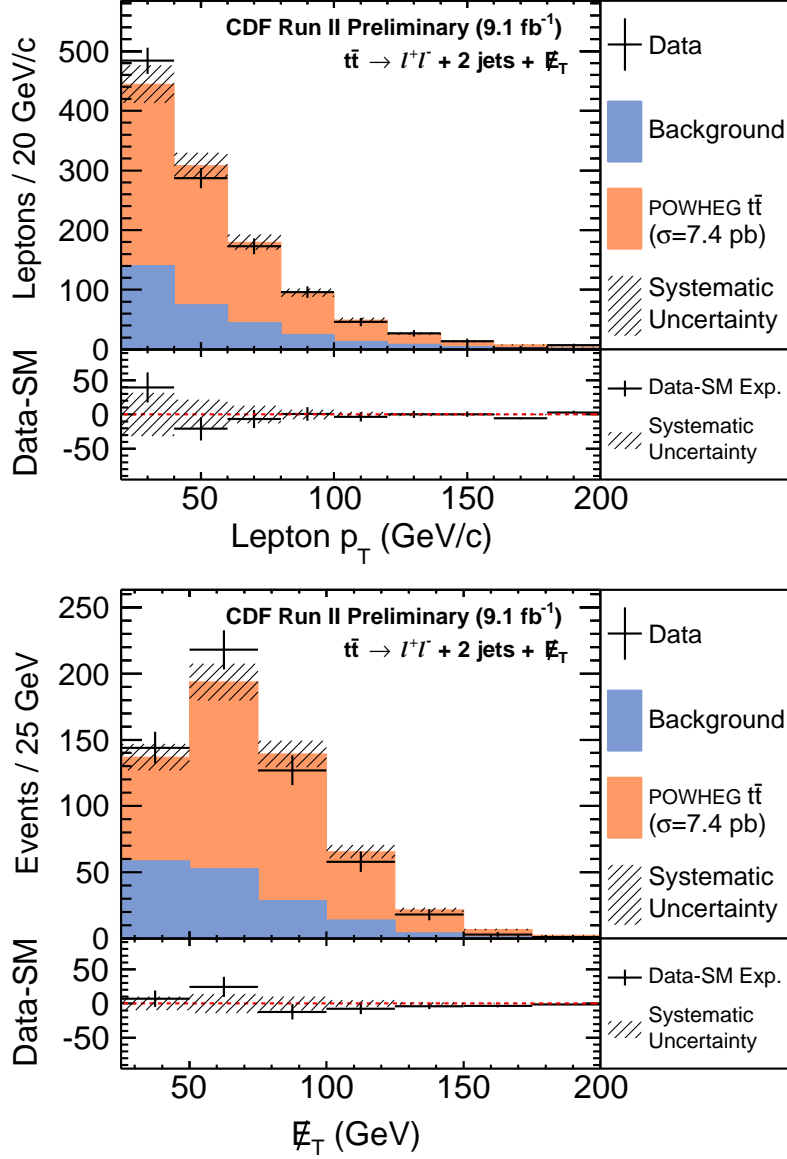 CDF Run II Preliminary (9.1 fb⁻¹)
tt̄ → l⁺l⁻ + 2 jets + E̸_T
Leptons / 20 GeV/c
500
400
300
200
100
0
Data
Background
POWHEG tt̄
(σ=7.4 pb)
Systematic
Uncertainty
Data-SM
50
0
-50
Data-SM Exp.
Systematic
Uncertainty
50 100 150 200
Lepton p_T (GeV/c)
CDF Run II Preliminary (9.1 fb⁻¹)
tt̄ → l⁺l⁻ + 2 jets + E̸_T
Events / 25 GeV
250
200
150
100
50
0
Data
Background
POWHEG tt̄
(σ=7.4 pb)
Systematic
Uncertainty
Data-SM
50
0
-50
Data-SM Exp.
Systematic
Uncertainty
50 100 150 200
E̸_T (GeV)